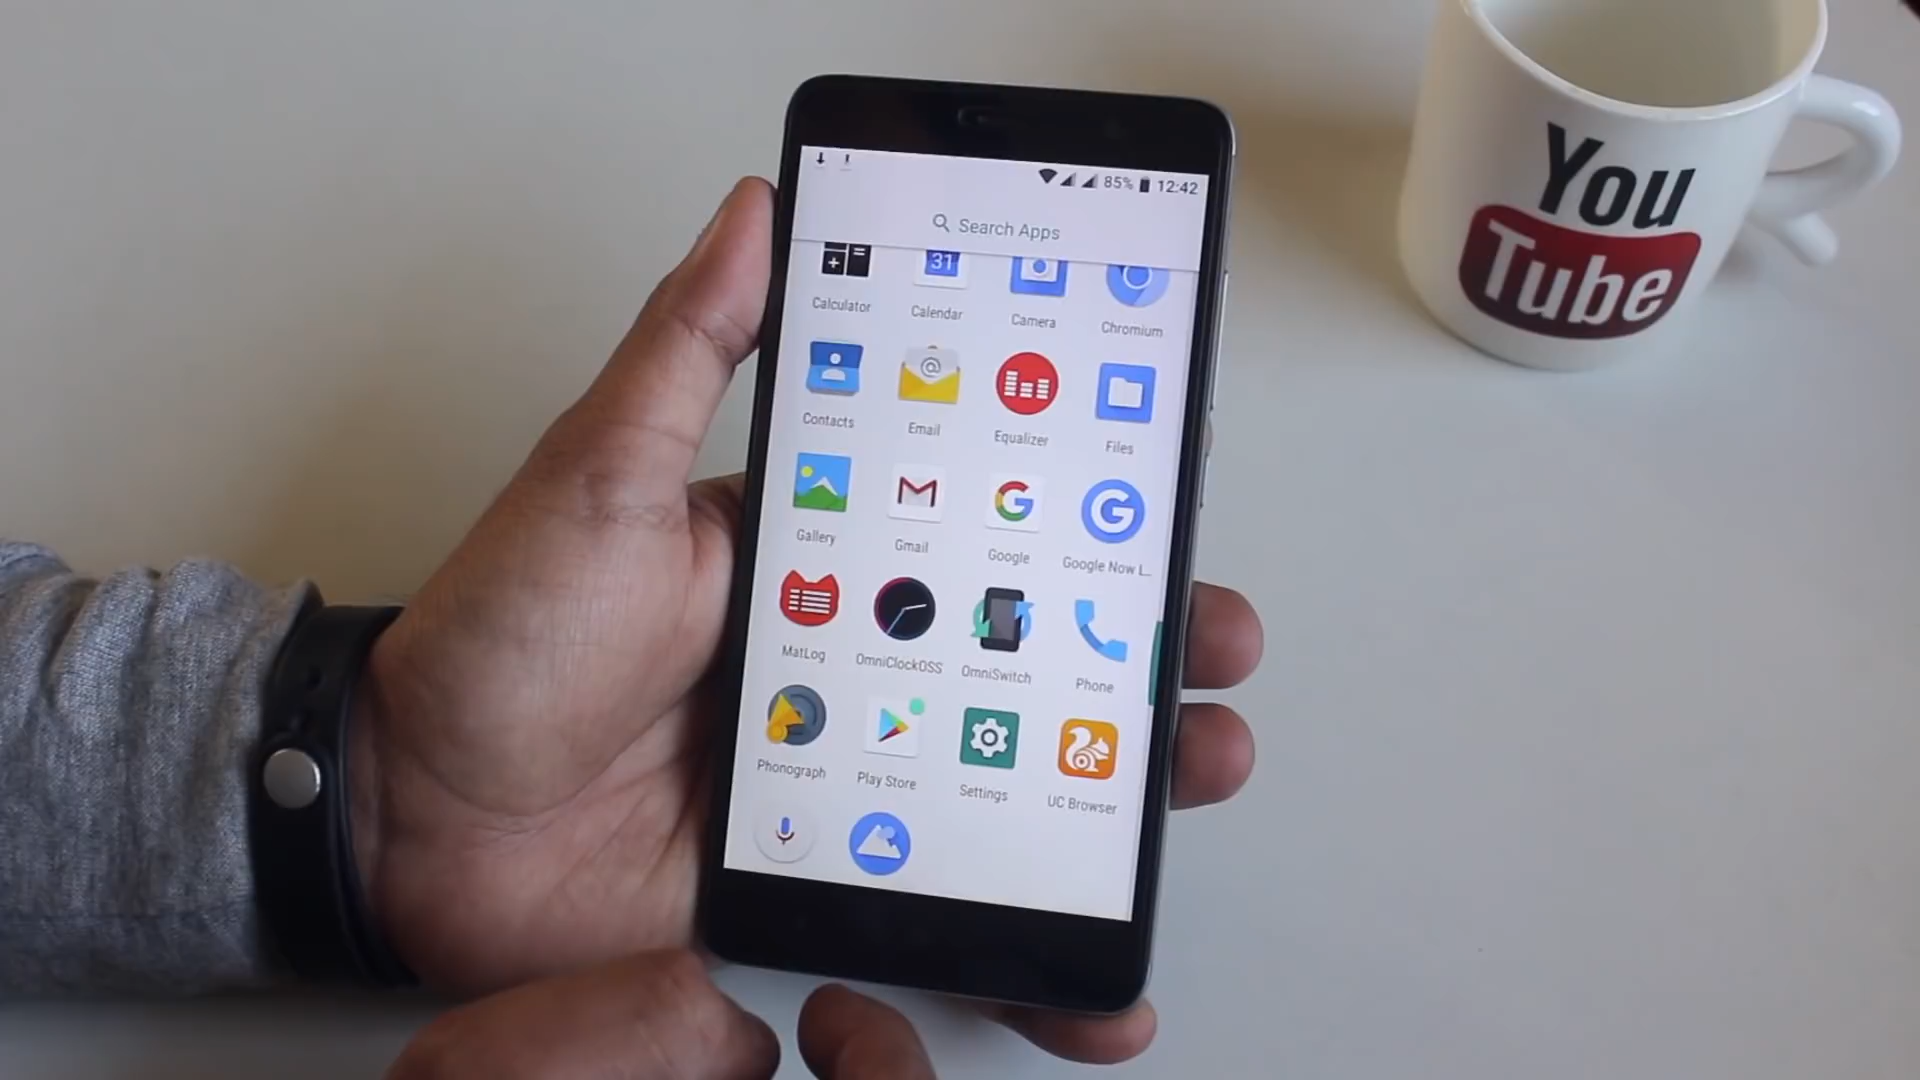 85% 12:42
Search Apps
31
Calculator Calendar Camera Chromium
Contacts Email Equalizer Files
Gallery Gmail Google Google Now L...
MatLog OmniClockOSS OmniSwitch Phone
Phonograph Play Store Settings UC Browser
You
Tube